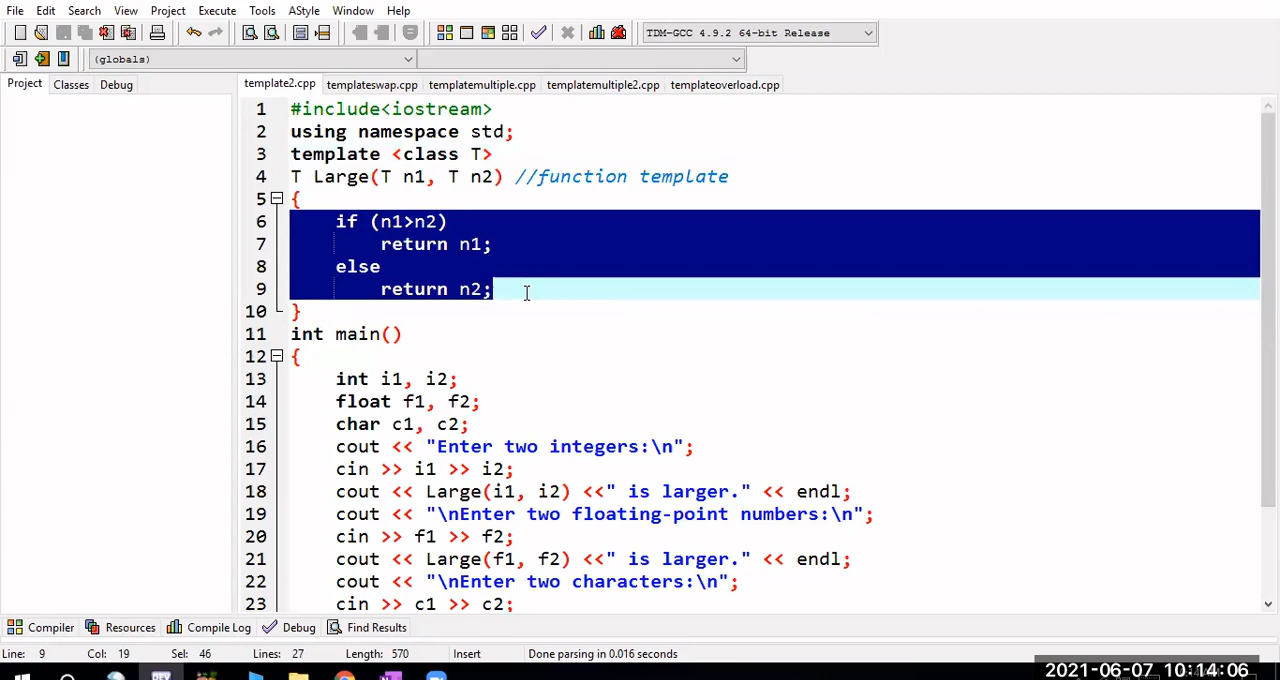 File Edit Search View Project Execute Tools AStyle Window Help
TDM-GCC 4.9.2 64-bit Release
(globals)
Project Classes Debug template2.cpp templateswap.cpp templatemultiple.cpp templatemultiple2.cpp templateoverload.cpp
1 #include<iostream>
2 using namespace std;
3 template <class T>
4 T Large(T n1, T n2) //function template
5 {
6 if (n1>n2)
7 return n1;
8 else
9 return n2;
10 }
11 int main()
12 {
13 int i1, i2;
14 float f1, f2;
15 char c1, c2;
16 cout << "Enter two integers:\n";
17 cin >> i1 >> i2;
18 cout << Large(i1, i2) <<" is larger." << endl;
19 cout << "\nEnter two floating-point numbers:\n";
20 cin >> f1 >> f2;
21 cout << Large(f1, f2) <<" is larger." << endl;
22 cout << "\nEnter two characters:\n";
23 cin >> c1 >> c2;
Compiler Resources Compile Log Debug Find Results
Line: 9 Col: 19 Sel: 46 Lines: 27 Length: 570 Insert Done parsing in 0.016 seconds
DEV
2021-06-07 10:14:06